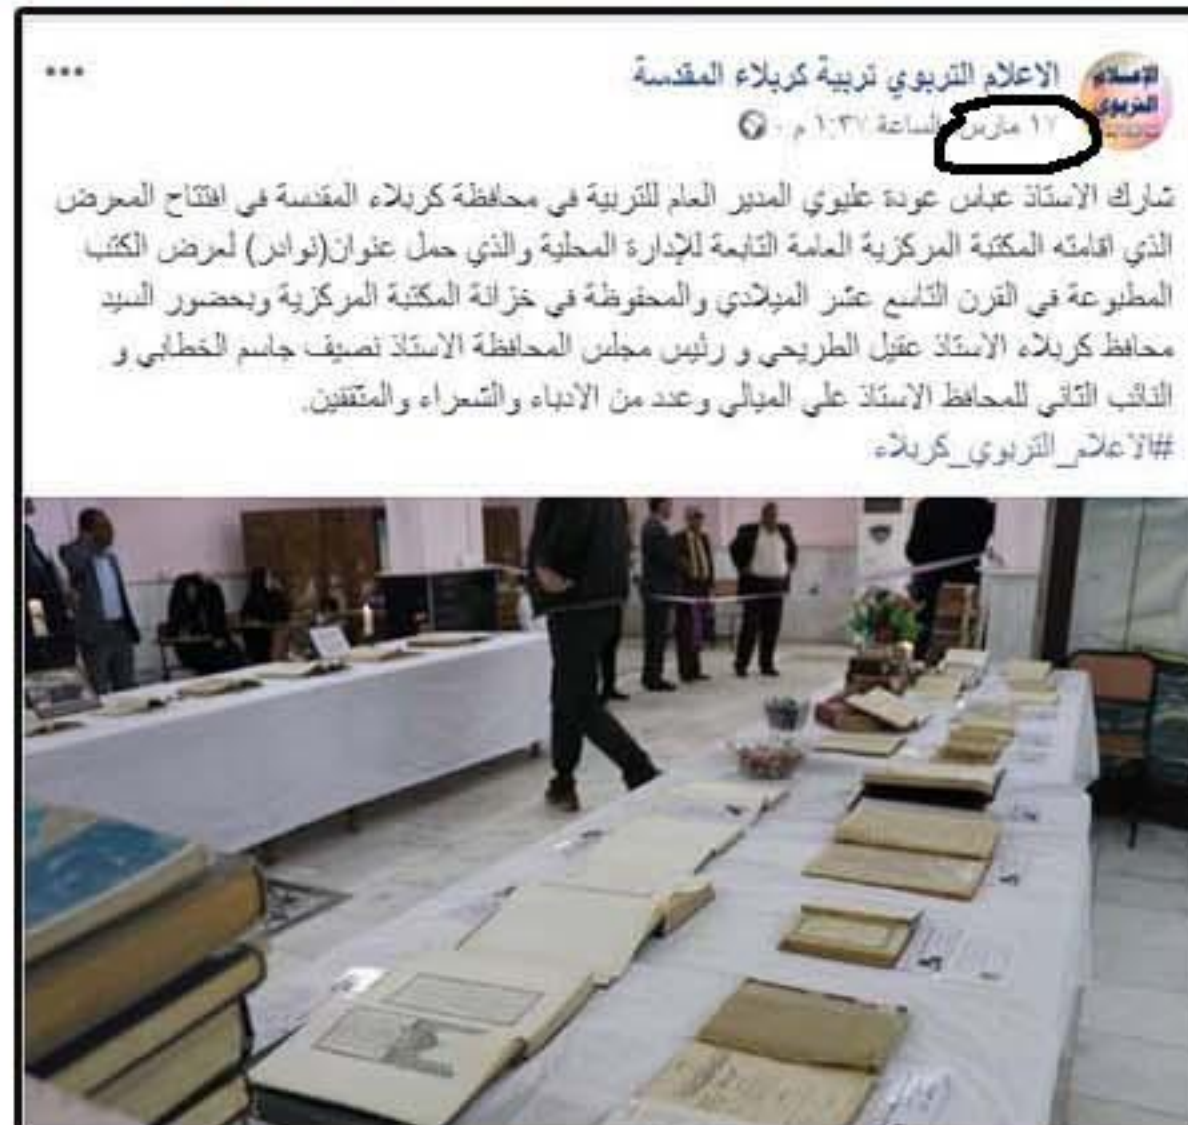 الاعلام التربوي تربية كربلاء المقدسة
الإعلام
التربوي
١٧ مارس، الساعة ١:٣٧ م ·
شارك الاستاذ عباس عودة عليوي المدير العام للتربية في محافظة كربلاء المقدسة في افتتاح المعرض
الذي اقامته المكتبة المركزية العامة التابعة للإدارة المحلية والذي حمل عنوان(نوادر) لعرض الكتب
المطبوعة في القرن التاسع عشر الميلادي والمحفوظة في خزانة المكتبة المركزية وبحضور السيد
محافظ كربلاء الاستاذ عقيل الطريحي و رئيس مجلس المحافظة الاستاذ نصيف جاسم الخطابي و
النائب الثاني للمحافظ الاستاذ علي الميالي وعدد من الادباء والشعراء والمثقفين.
#الاعلام_التربوي_كربلاء